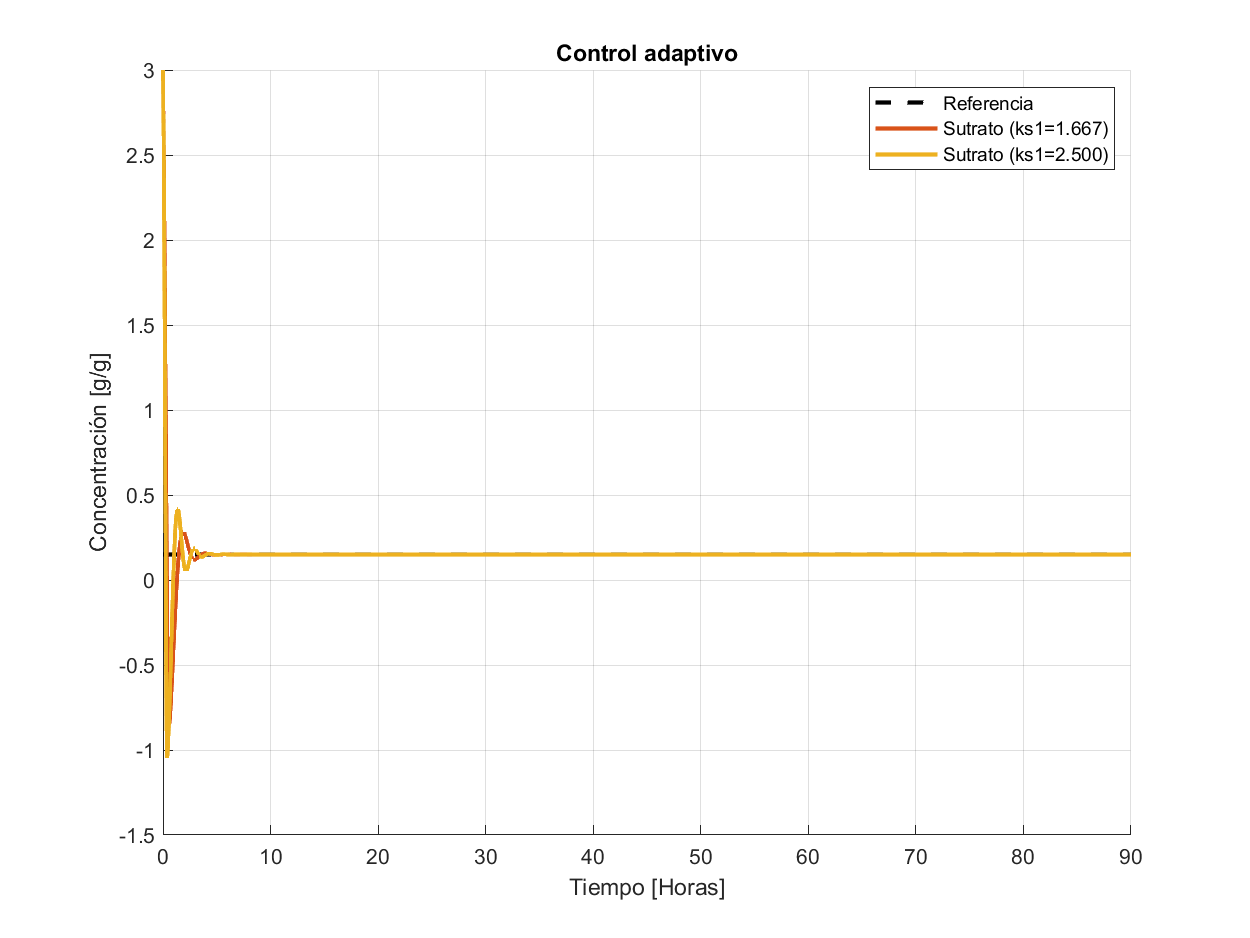 Control adaptivo
Referencia
Sutrato (ks1=1.667)
Sutrato (ks1=2.500)
Concentración [g/g]
3
2.5
2
1.5
1
0.5
0
-0.5
-1
-1.5
0 10 20 30 40 50 60 70 80 90
Tiempo [Horas]